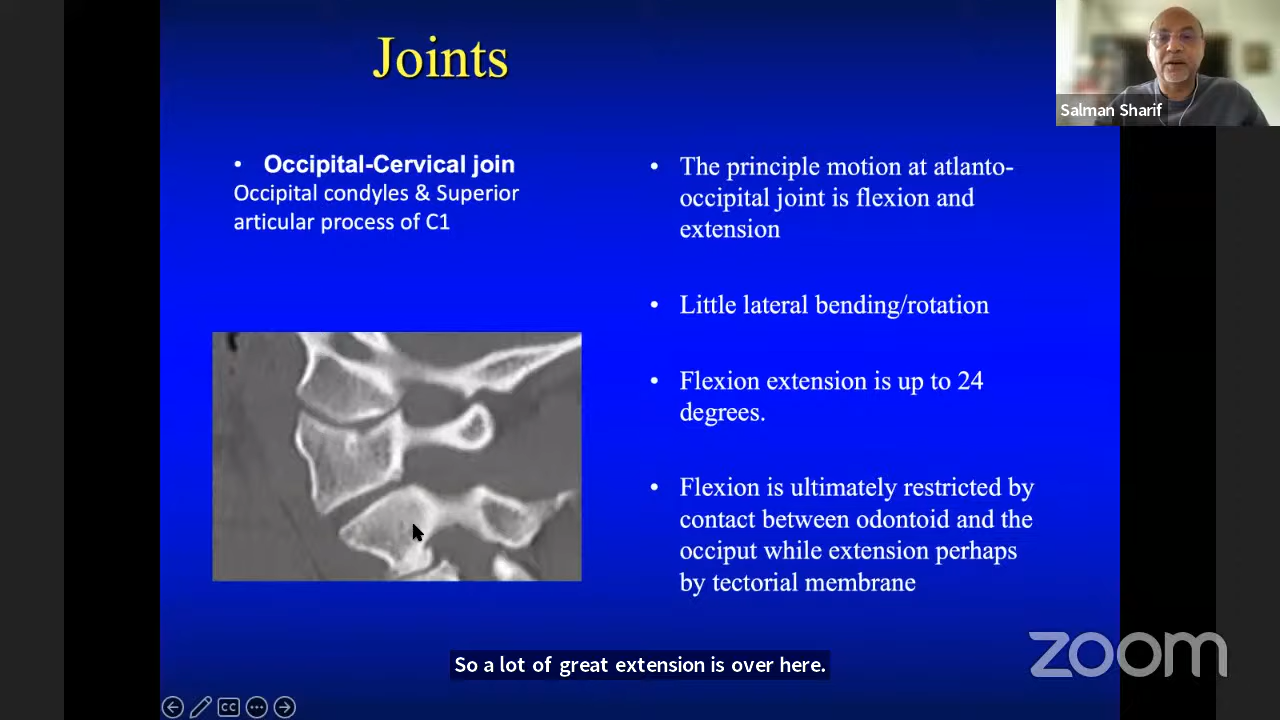 Joints
• Occipital-Cervical join
Occipital condyles & Superior
articular process of C1
• The principle motion at atlanto-
occipital joint is flexion and
extension
• Little lateral bending/rotation
• Flexion extension is up to 24
degrees.
• Flexion is ultimately restricted by
contact between odontoid and the
occiput while extension perhaps
by tectorial membrane
Salman Sharif
zoom
So a lot of great extension is over here.
CC